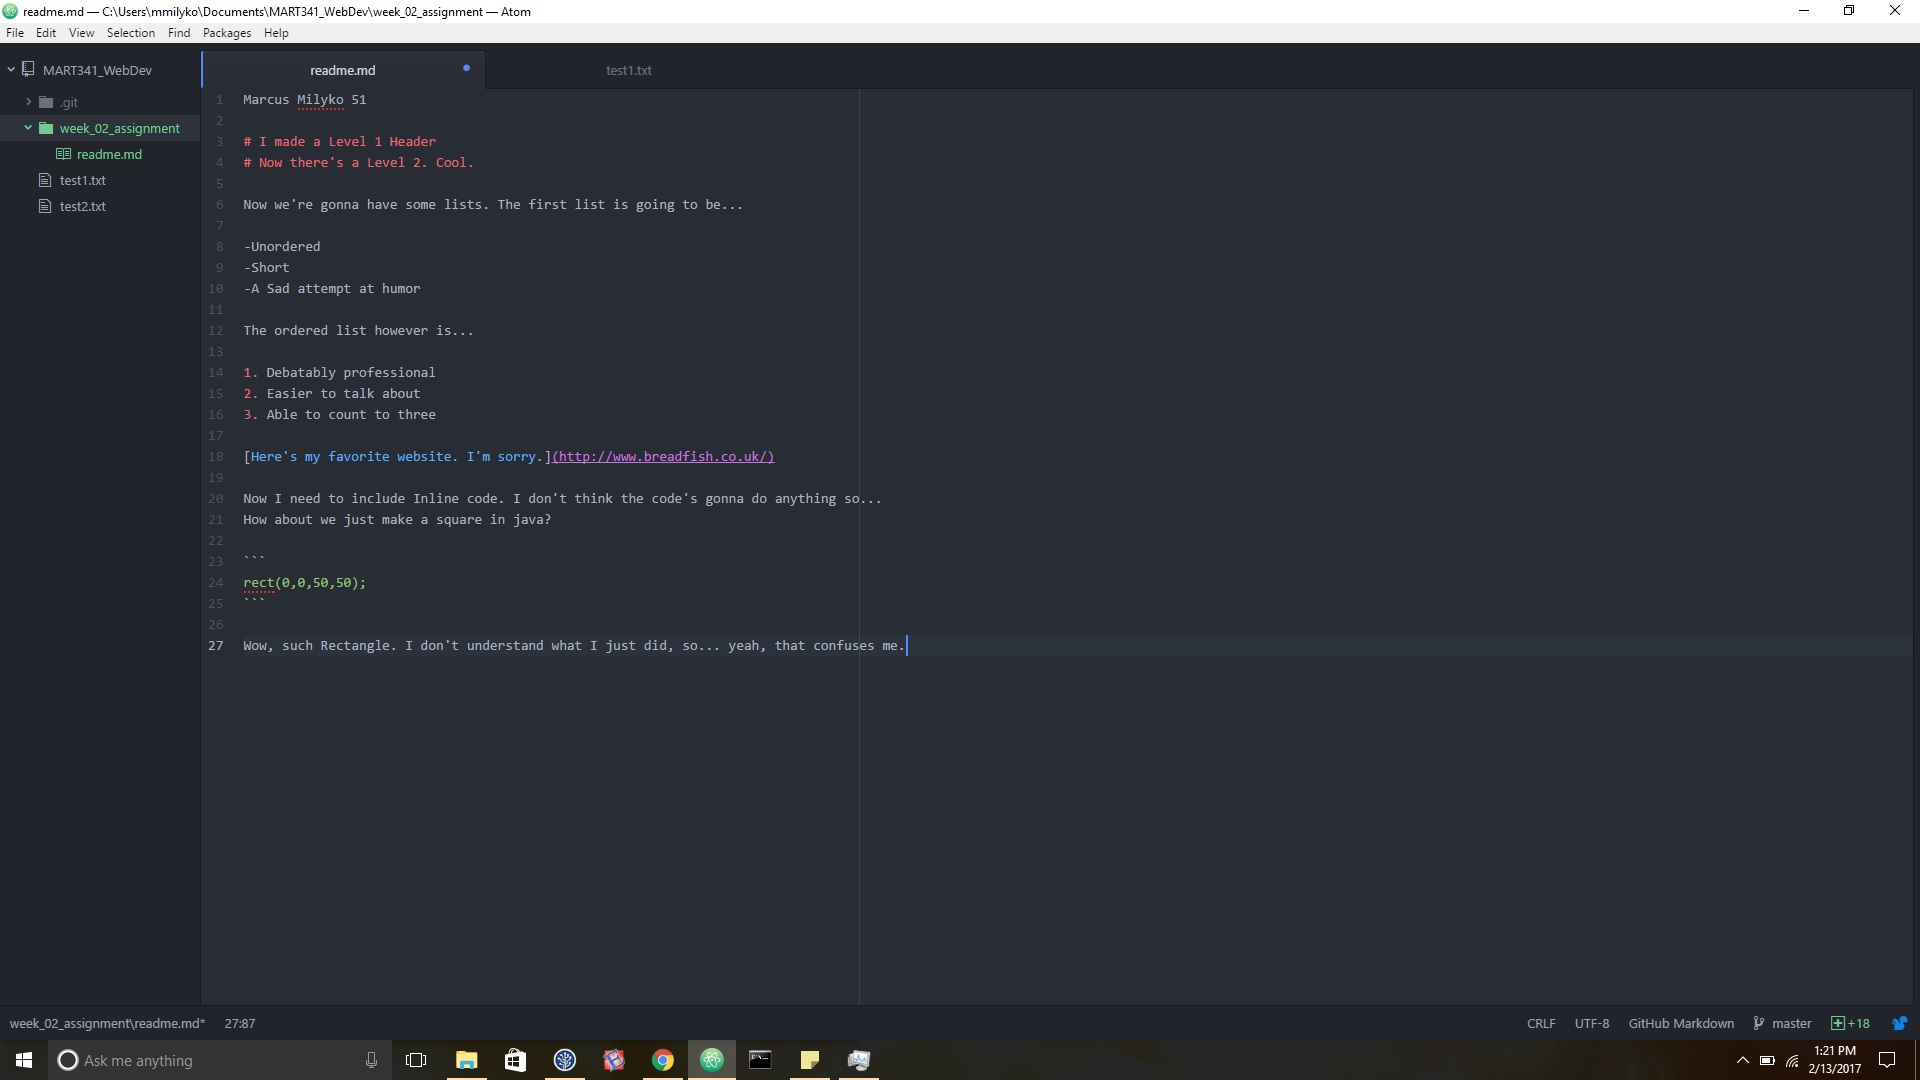 readme.md — C:\Users\mmilyko\Documents\MART341_WebDev\week_02_assignment — Atom
File Edit View Selection Find Packages Help
MART341_WebDev
.git
week_02_assignment
readme.md
test1.txt
test2.txt
readme.md
test1.txt
1 Marcus Milyko 51
2
3 # I made a Level 1 Header
4 # Now there's a Level 2. Cool.
5
6 Now we're gonna have some lists. The first list is going to be...
7
8 -Unordered
9 -Short
10 -A Sad attempt at humor
11
12 The ordered list however is...
13
14 1. Debatably professional
15 2. Easier to talk about
16 3. Able to count to three
17
18 [Here's my favorite website. I'm sorry.](http://www.breadfish.co.uk/)
19
20 Now I need to include Inline code. I don't think the code's gonna do anything so...
21 How about we just make a square in java?
22
23 ```
24 rect(0,0,50,50);
25 ```
26
27 Wow, such Rectangle. I don't understand what I just did, so... yeah, that confuses me.
week_02_assignment\readme.md* 27:87 CRLF UTF-8 GitHub Markdown master +18
Ask me anything
1:21 PM
2/13/2017